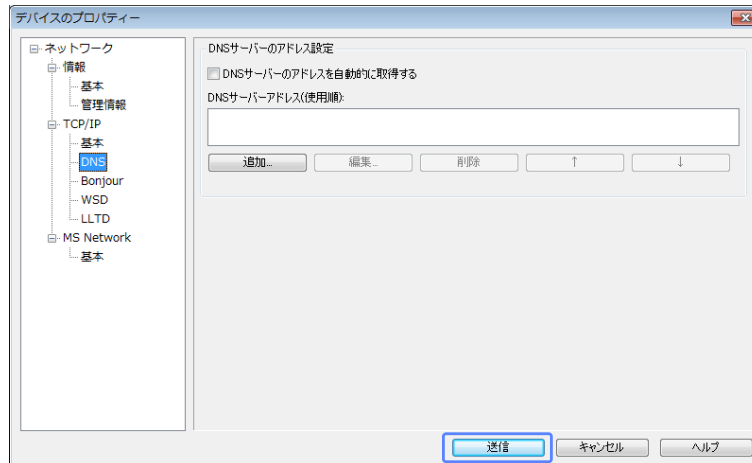 デバイスのプロパティー
ネットワーク
情報
基本
管理情報
TCP/IP
基本
DNS
Bonjour
WSD
LLTD
MS Network
基本
DNSサーバーのアドレス設定
DNSサーバーのアドレスを自動的に取得する
DNSサーバーアドレス((使用順):
追加...
編集...
削除
↑
↓
送信
キャンセル
ヘルプ